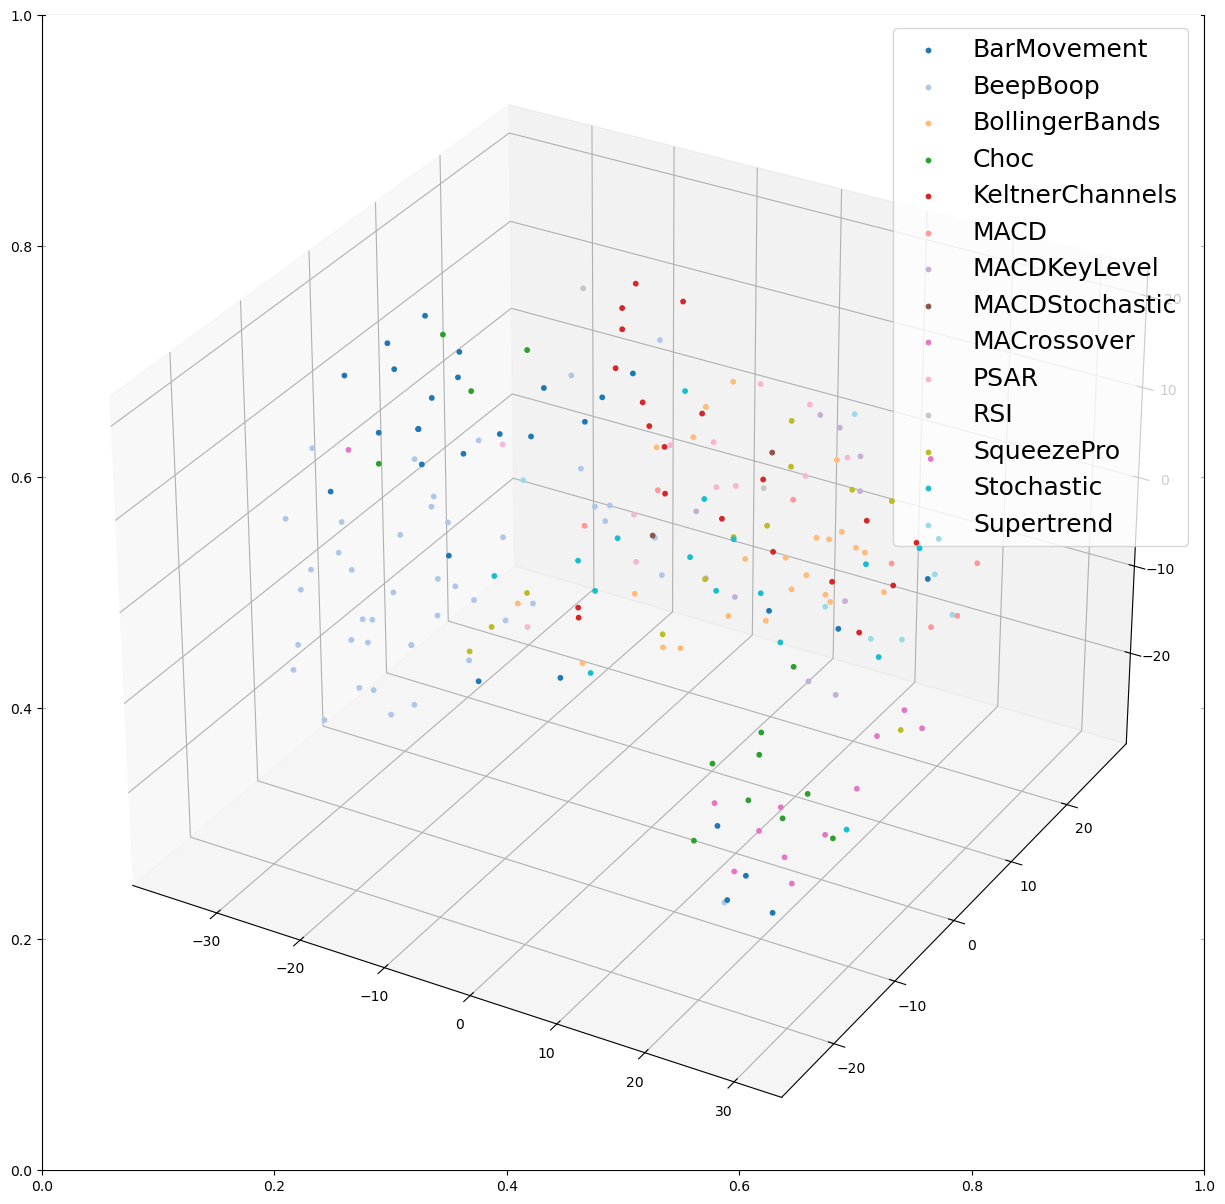 1.0
0.8
0.6
0.4
0.2
0.0
0.0
0.2
0.4
0.6
0.8
1.0
BarMovement
BeepBoop
BollingerBands
Choc
KeltnerChannels
MACD
MACDKeyLevel
MACDStochastic
MACrossover
PSAR
RSI
SqueezePro
Stochastic
Supertrend
20
10
0
−10
−20
20
10
0
−10
−20
−30
−20
−10
0
10
20
30